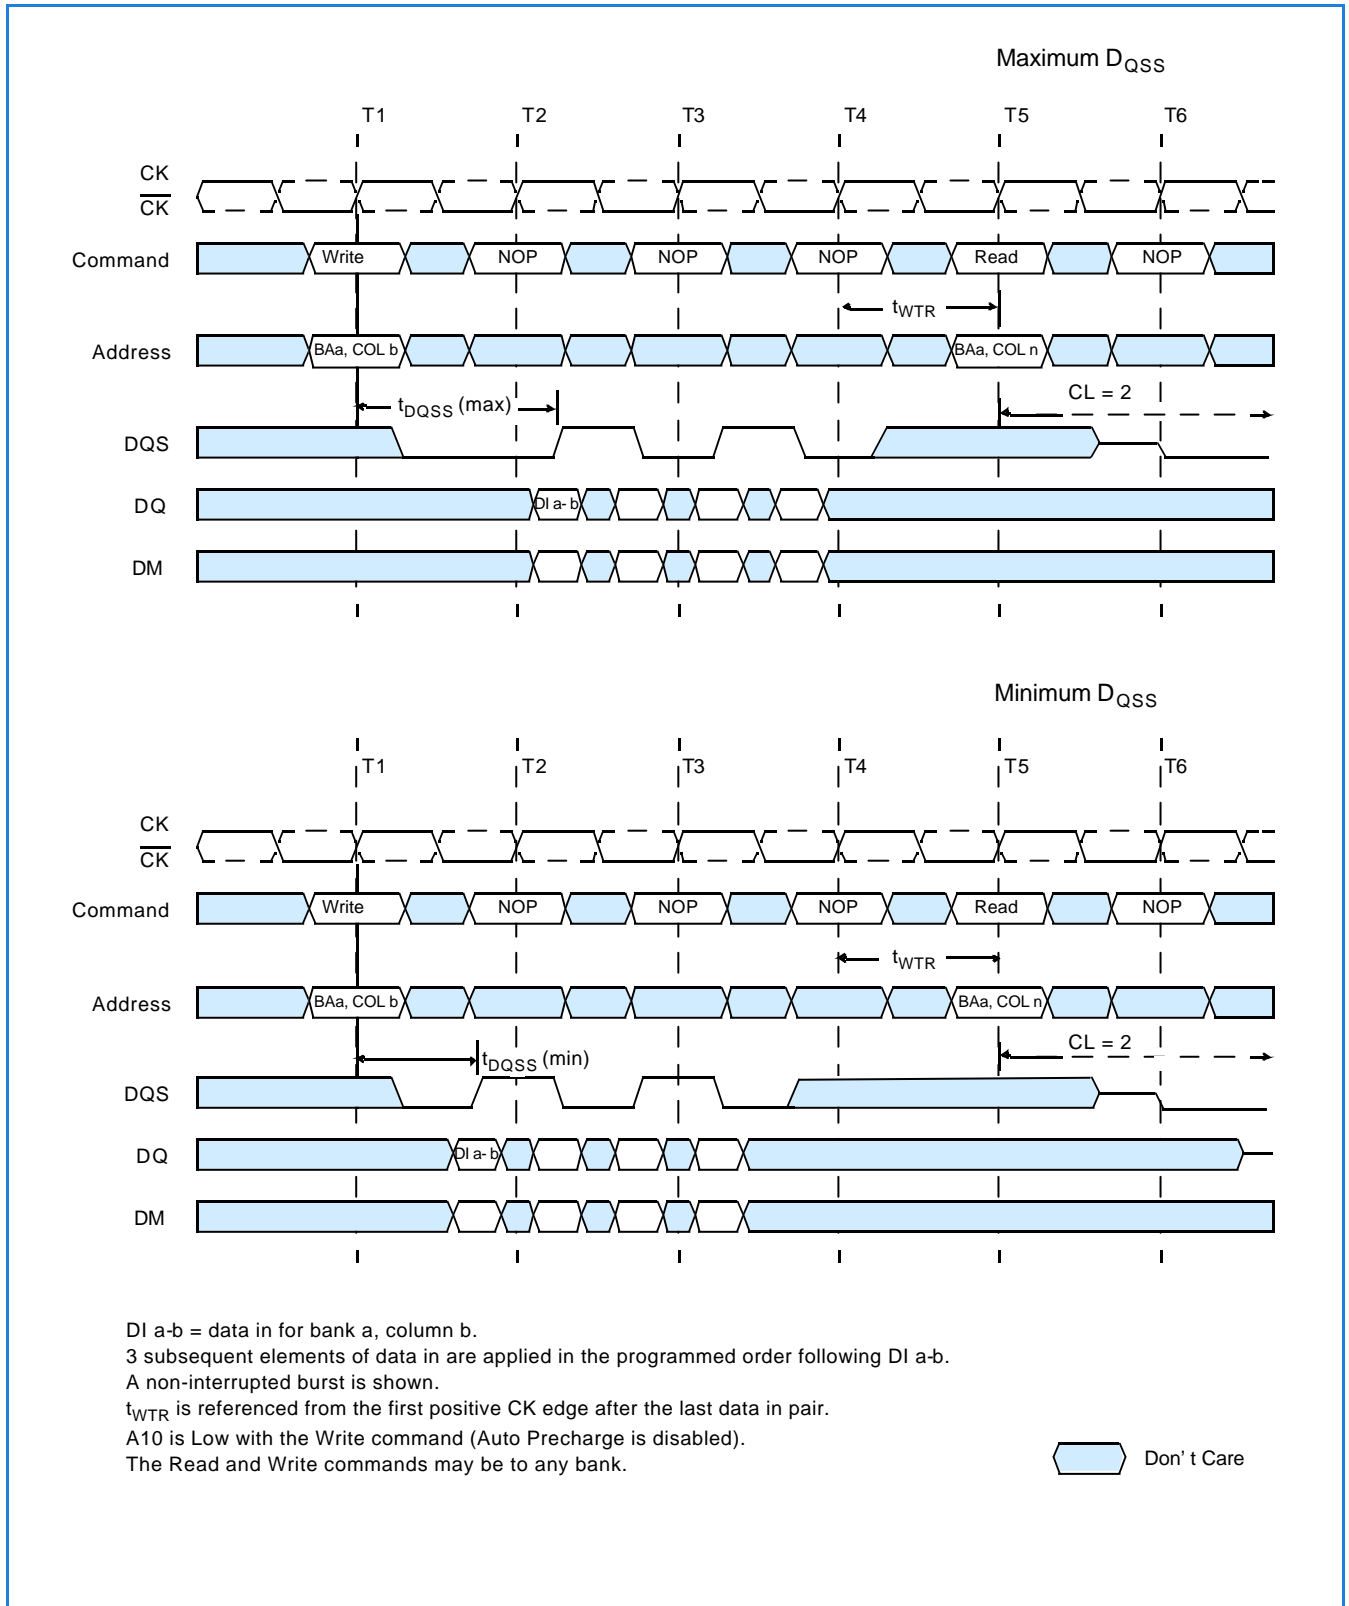 Maximum DQSS
T1 T2 T3 T4 T5 T6
CK
CK
Command Write NOP NOP NOP Read NOP
tWTR
Address BAa, COL b BAa, COL n
tDQSS (max) CL = 2
DQS
DQ DI a- b
DM
Minimum DQSS
T1 T2 T3 T4 T5 T6
CK
CK
Command Write NOP NOP NOP Read NOP
tWTR
Address BAa, COL b BAa, COL n
tDQSS (min) CL = 2
DQS
DQ DI a- b
DM
DI a-b = data in for bank a, column b.
3 subsequent elements of data in are applied in the programmed order following DI a-b.
A non-interrupted burst is shown.
tWTR is referenced from the first positive CK edge after the last data in pair.
A10 is Low with the Write command (Auto Precharge is disabled).
The Read and Write commands may be to any bank.
Don' t Care